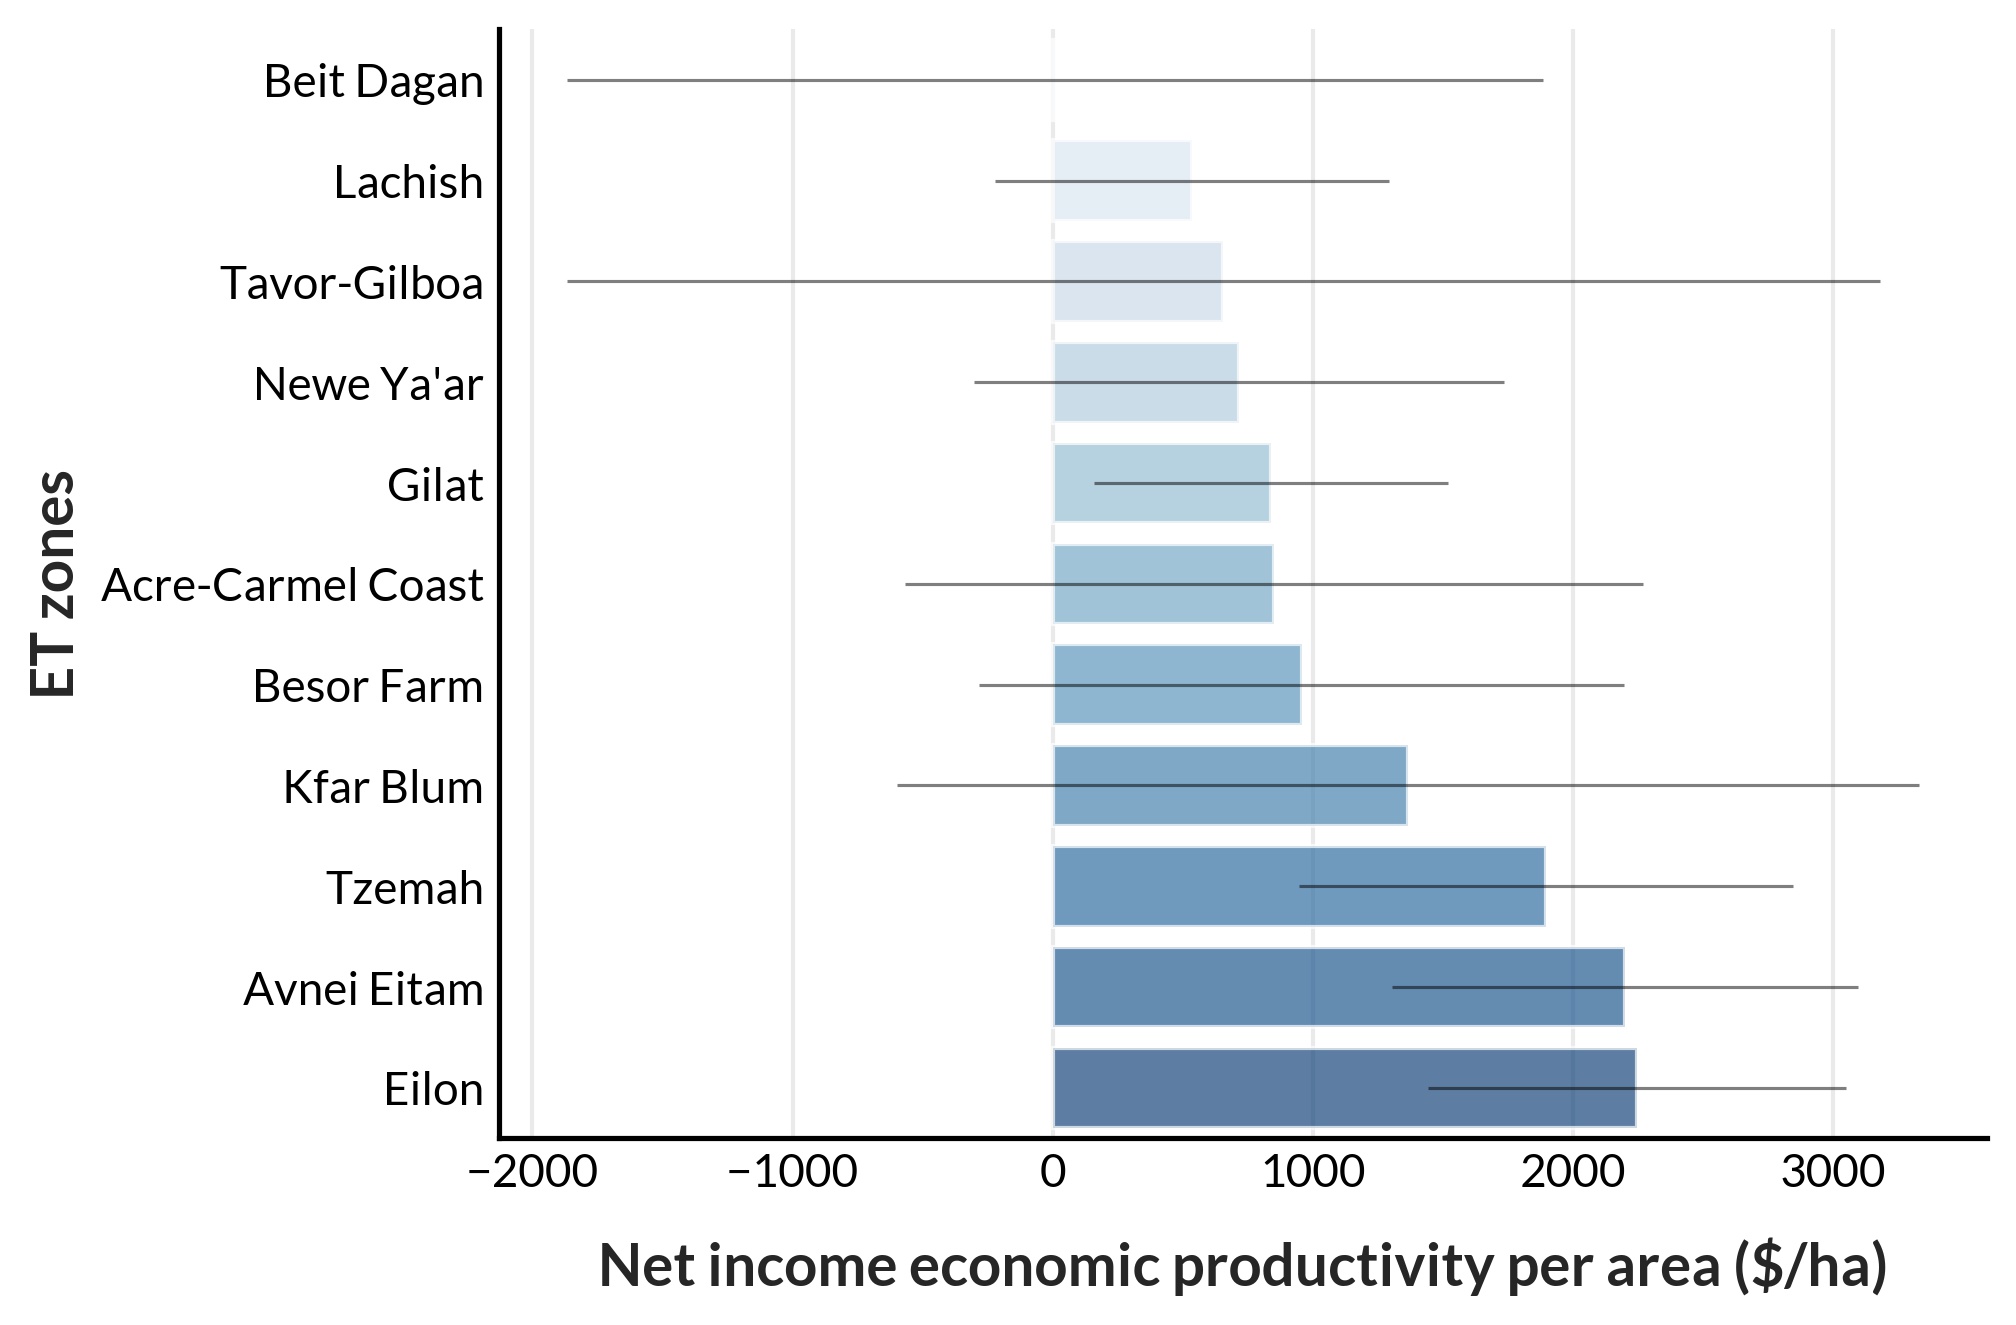 Beit Dagan
Lachish
Tavor-Gilboa
Newe Ya'ar
Gilat
Acre-Carmel Coast
Besor Farm
Kfar Blum
Tzemah
Avnei Eitam
Eilon
ET zones
−2000 −1000 0 1000 2000 3000
Net income economic productivity per area ($/ha)